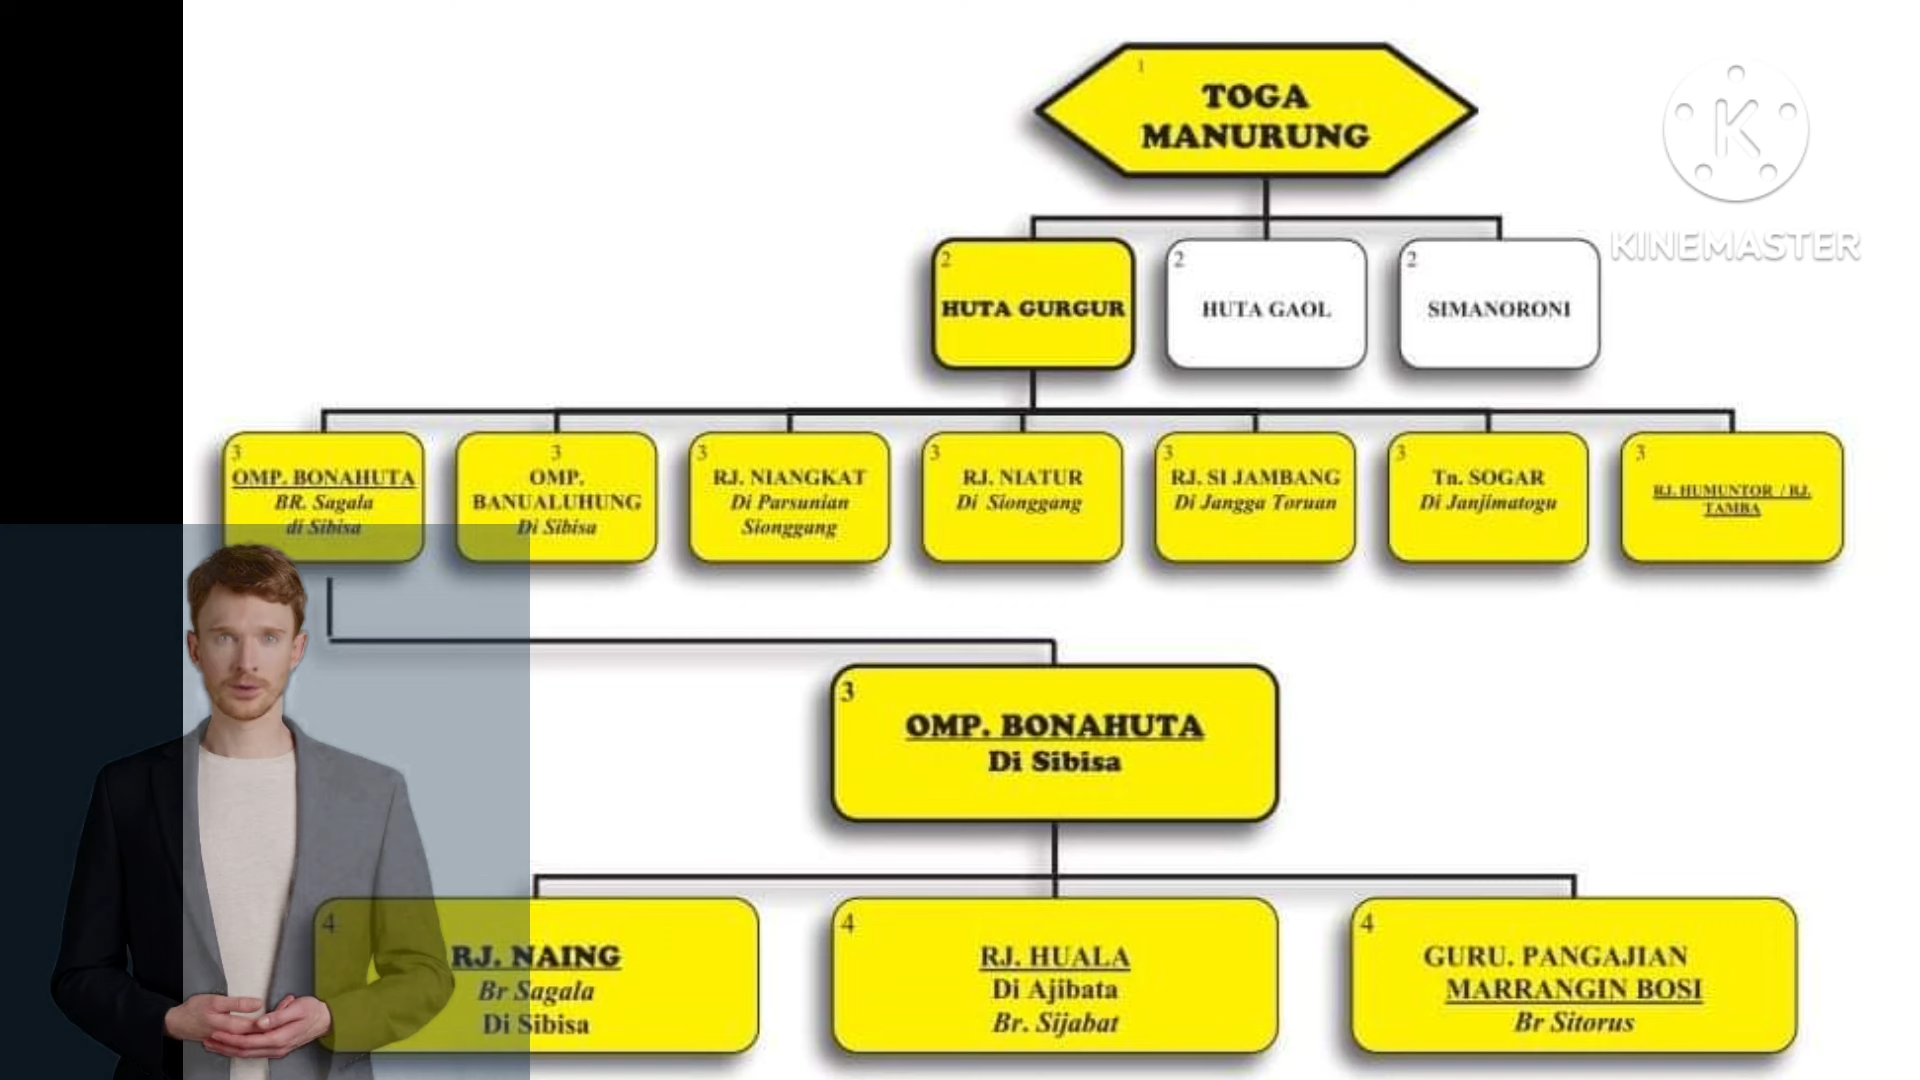 1
TOGA
MANURUNG
K
KINEMASTER
2
HUTA GURGUR
2
HUTA GAOL
2
SIMANORONI
3
OMP. BONAHUTA
BR. Sagala
di Sibisa
3
OMP.
BANUALUHUNG
Di Sibisa
3
RJ. NIANGKAT
Di Parsunian
Sionggang
3
RJ. NIATUR
Di Sionggang
3
RJ. SI JAMBANG
Di Jangga Toruan
3
Tn. SOGAR
Di Janjimatogu
3
RJ. HUMUNTOR / RJ.
TAMBA
3
OMP. BONAHUTA
Di Sibisa
4
RJ. NAING
Br Sagala
Di Sibisa
4
RJ. HUALA
Di Ajibata
Br. Sijabat
4
GURU. PANGAJIAN
MARRANGIN BOSI
Br Sitorus